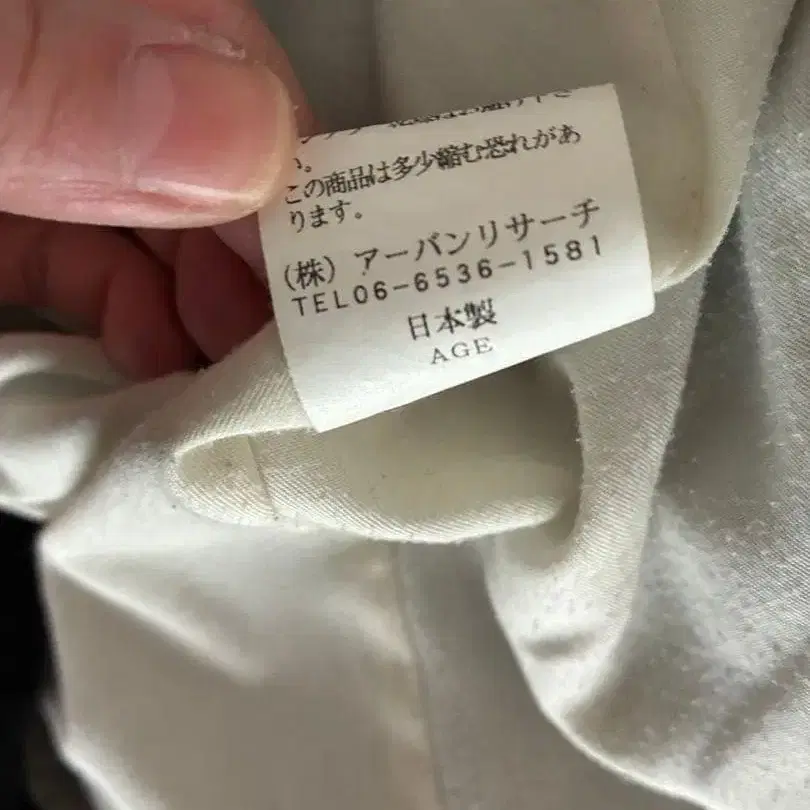 い。
この商品は多少縮む恐れがあ
ります。
(株) アーバンリサーチ
TEL06-6536-1581
日本製
AGE